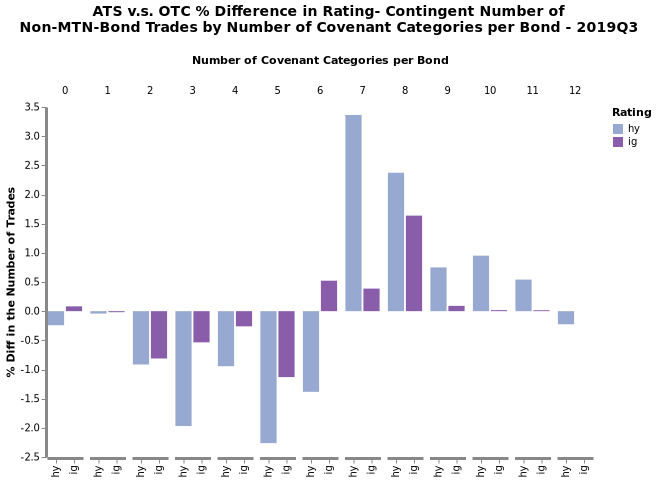 ATS v.s. OTC % Difference in Rating- Contingent Number of
Non-MTN-Bond Trades by Number of Covenant Categories per Bond - 2019Q3
Number of Covenant Categories per Bond
0 1 2 3 4 5 6 7 8 9 10 11 12
Rating
hy
ig
% Diff in the Number of Trades
3.5
3.0
2.5
2.0
1.5
1.0
0.5
0.0
-0.5
-1.0
-1.5
-2.0
-2.5
hy ig hy ig hy ig hy ig hy ig hy ig hy ig hy ig hy ig hy ig hy ig hy ig hy ig